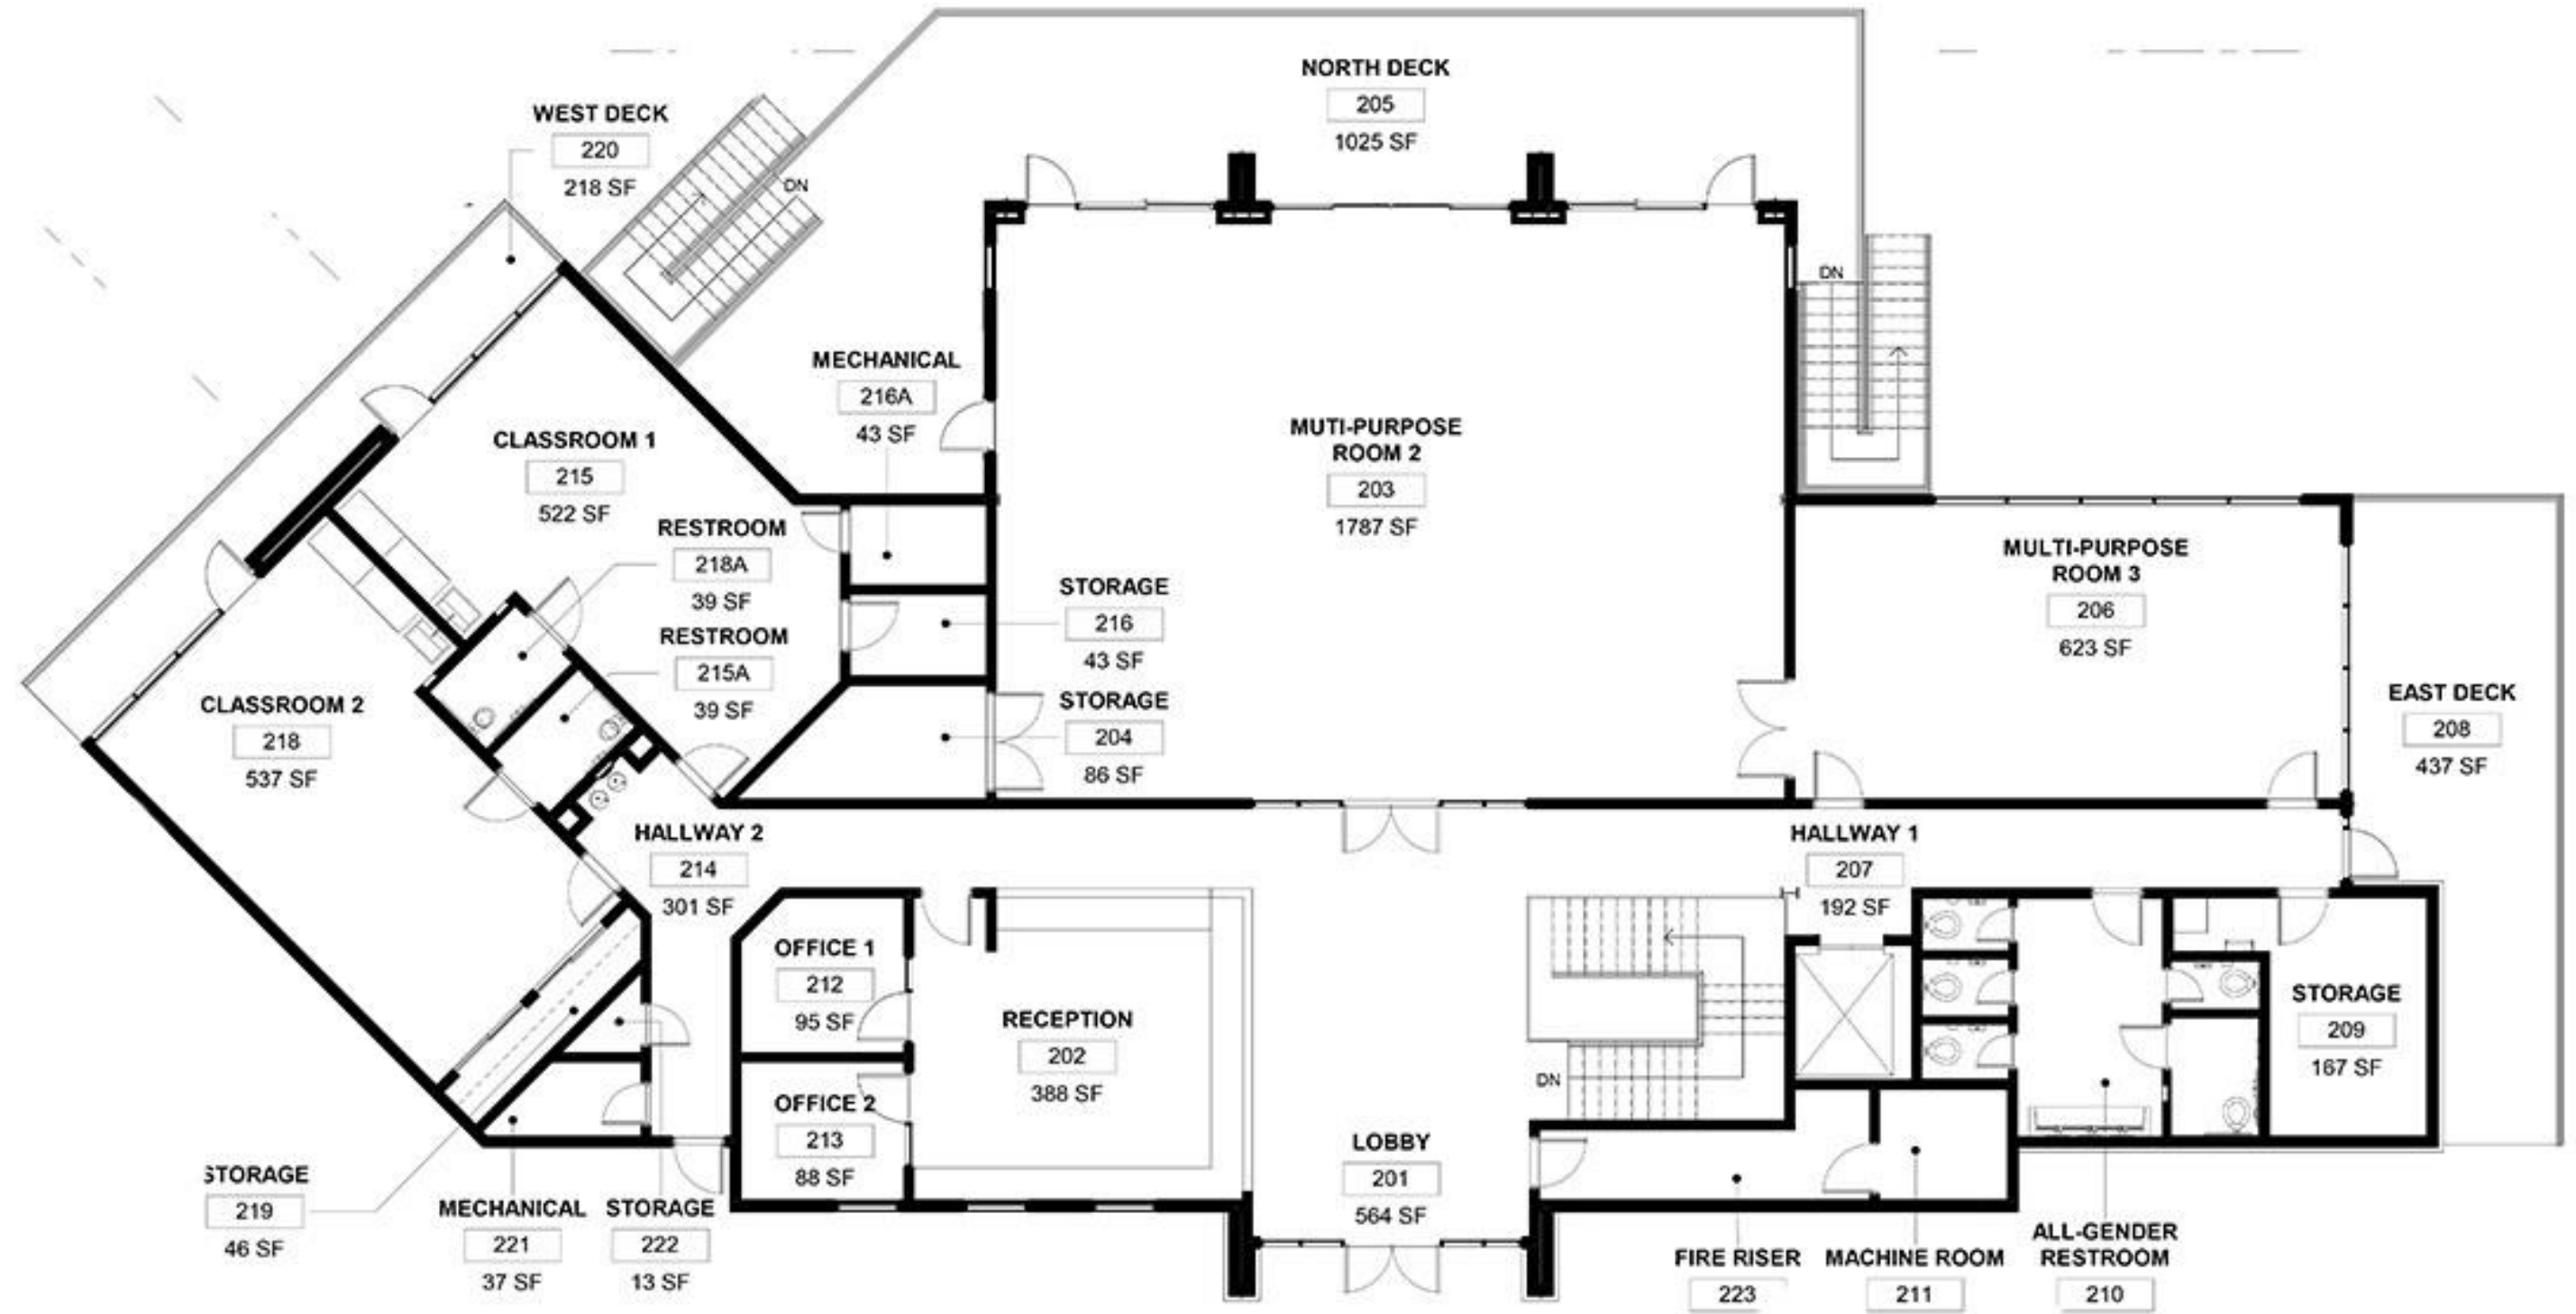 NORTH DECK
205
1025 SF
WEST DECK
220
218 SF
DN
DN
MECHANICAL
216A
43 SF
CLASSROOM 1
215
522 SF
MUTI-PURPOSE
ROOM 2
203
1787 SF
RESTROOM
218A
39 SF
RESTROOM
215A
39 SF
STORAGE
216
43 SF
STORAGE
204
86 SF
MULTI-PURPOSE
ROOM 3
206
623 SF
EAST DECK
208
437 SF
CLASSROOM 2
218
537 SF
HALLWAY 2
214
301 SF
HALLWAY 1
207
192 SF
OFFICE 1
212
95 SF
RECEPTION
202
388 SF
OFFICE 2
213
88 SF
DN
STORAGE
209
167 SF
LOBBY
201
564 SF
STORAGE
219
46 SF
MECHANICAL
221
37 SF
STORAGE
222
13 SF
FIRE RISER
223
MACHINE ROOM
211
ALL-GENDER
RESTROOM
210